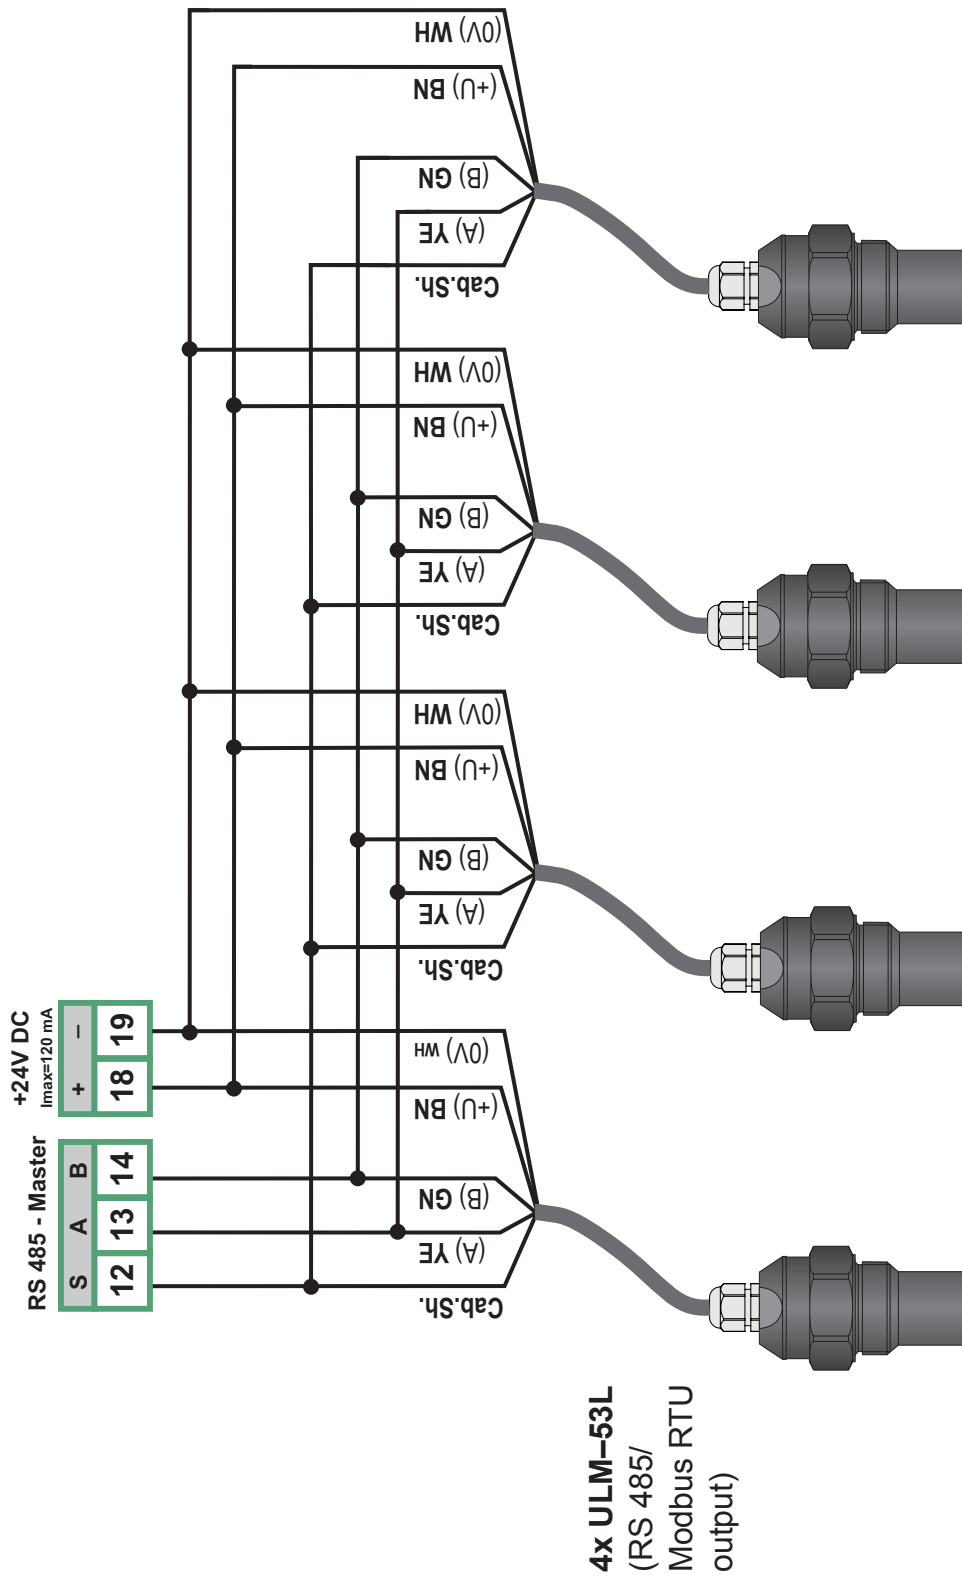 RS 485 - Master
S A B
12 13 14
+24V DC
Imax=120 mA
+ –
18 19
Cab.Sh.
(A) YE
(B) GN
(+U) BN
(0V) WH
Cab.Sh.
(A) YE
(B) GN
(+U) BN
(0V) WH
Cab.Sh.
(A) YE
(B) GN
(+U) BN
(0V) WH
Cab.Sh.
(A) YE
(B) GN
(+U) BN
(0V) WH
4x ULM–53L
(RS 485/
Modbus RTU
output)